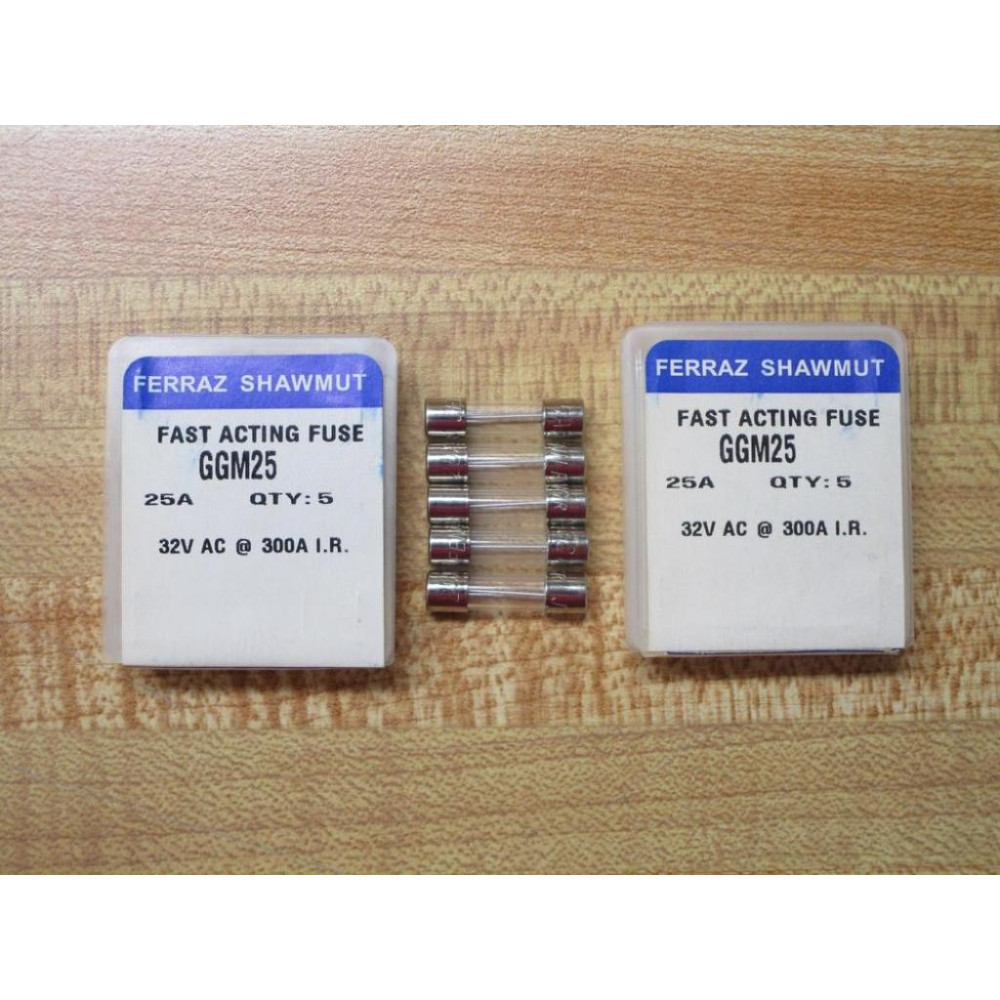 FERRAZ SHAWMUT
FAST ACTING FUSE
GGM25
25A QTY: 5
32V AC @ 300A I.R.
FERRAZ SHAWMUT
FAST ACTING FUSE
GGM25
25A QTY: 5
32V AC @ 300A I.R.